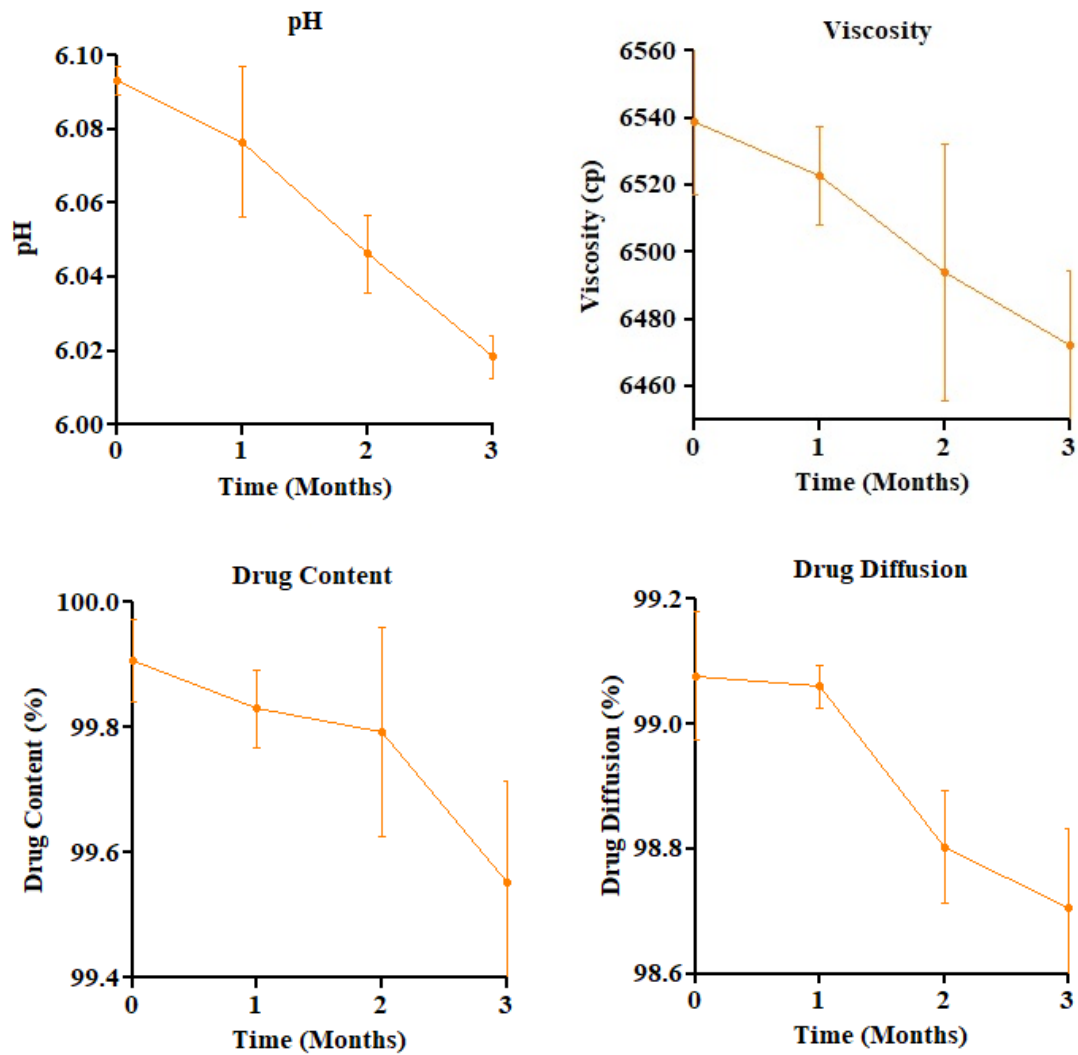 pH
6.10
6.08
6.06
6.04
6.02
6.00
pH
0 1 2 3
Time (Months)
Viscosity
6560
6540
6520
6500
6480
6460
Viscosity (cp)
0 1 2 3
Time (Months)
Drug Content
100.0
99.8
99.6
99.4
Drug Content (%)
0 1 2 3
Time (Months)
Drug Diffusion
99.2
99.0
98.8
98.6
Drug Diffusion (%)
0 1 2 3
Time (Months)